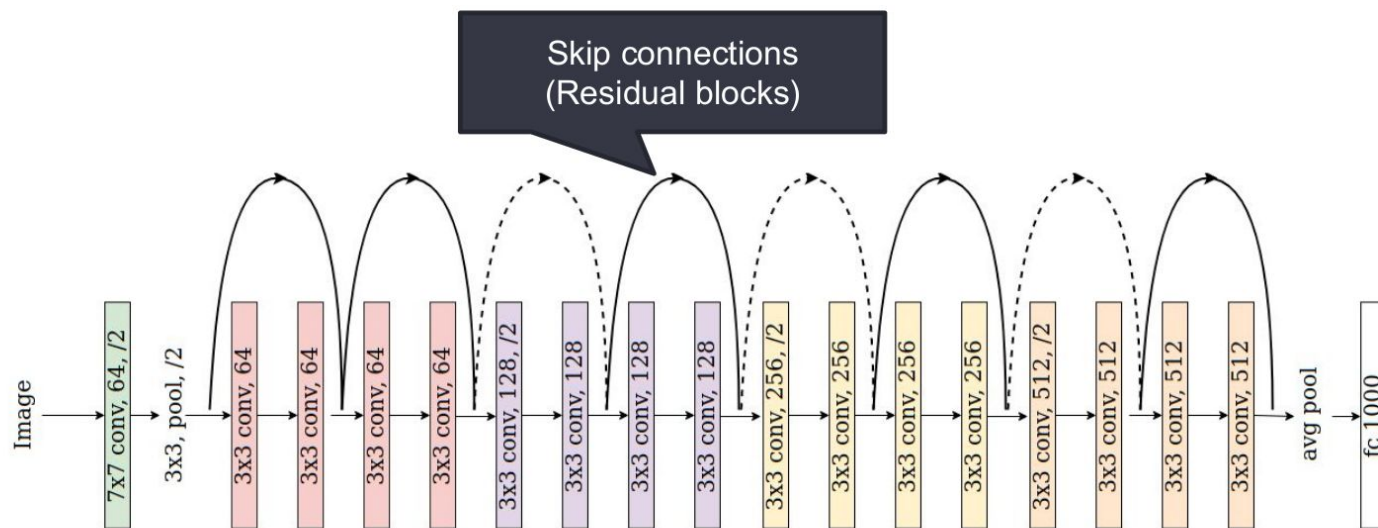 Skip connections
(Residual blocks)
Image
7x7 conv, 64, /2
3x3, pool, /2
3x3 conv, 64
3x3 conv, 64
3x3 conv, 64
3x3 conv, 64
3x3 conv, 128, /2
3x3 conv, 128
3x3 conv, 128
3x3 conv, 128
3x3 conv, 256, /2
3x3 conv, 256
3x3 conv, 256
3x3 conv, 256
3x3 conv, 512, /2
3x3 conv, 512
3x3 conv, 512
3x3 conv, 512
avg pool
fc 1000